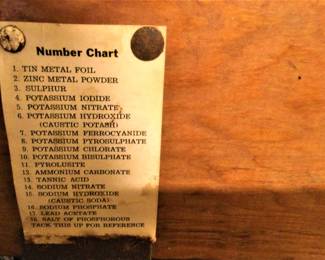 Number Chart
1. TIN METAL FOIL
2. ZINC METAL POWDER
3. SULPHUR
4. POTASSIUM IODIDE
5. POTASSIUM NITRATE
6. POTASSIUM HYDROXIDE
(CAUSTIC POTASH)
7. POTASSIUM FERROCYANIDE
8. POTASSIUM PYROSULPHATE
9. POTASSIUM CHLORATE
10. POTASSIUM BISULPHATE
11. PYROLUSITE
12. AMMONIUM CARBONATE
13. TANNIC ACID
14. SODIUM NITRATE
15. SODIUM HYDROXIDE
(CAUSTIC SODA)
16. SODIUM PHOSPHATE
17. LEAD ACETATE
18. SALT OF PHOSPHOROUS
TACK THIS UP FOR REFERENCE